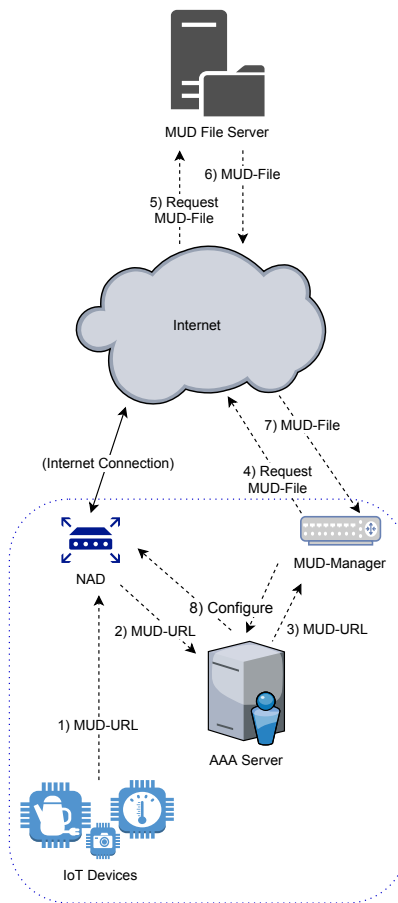 MUD File Server
6) MUD-File
5) Request
MUD-File
Internet
7) MUD-File
(Internet Connection)
4) Request
MUD-File
NAD
MUD-Manager
8) Configure
2) MUD-URL
3) MUD-URL
1) MUD-URL
AAA Server
IoT Devices